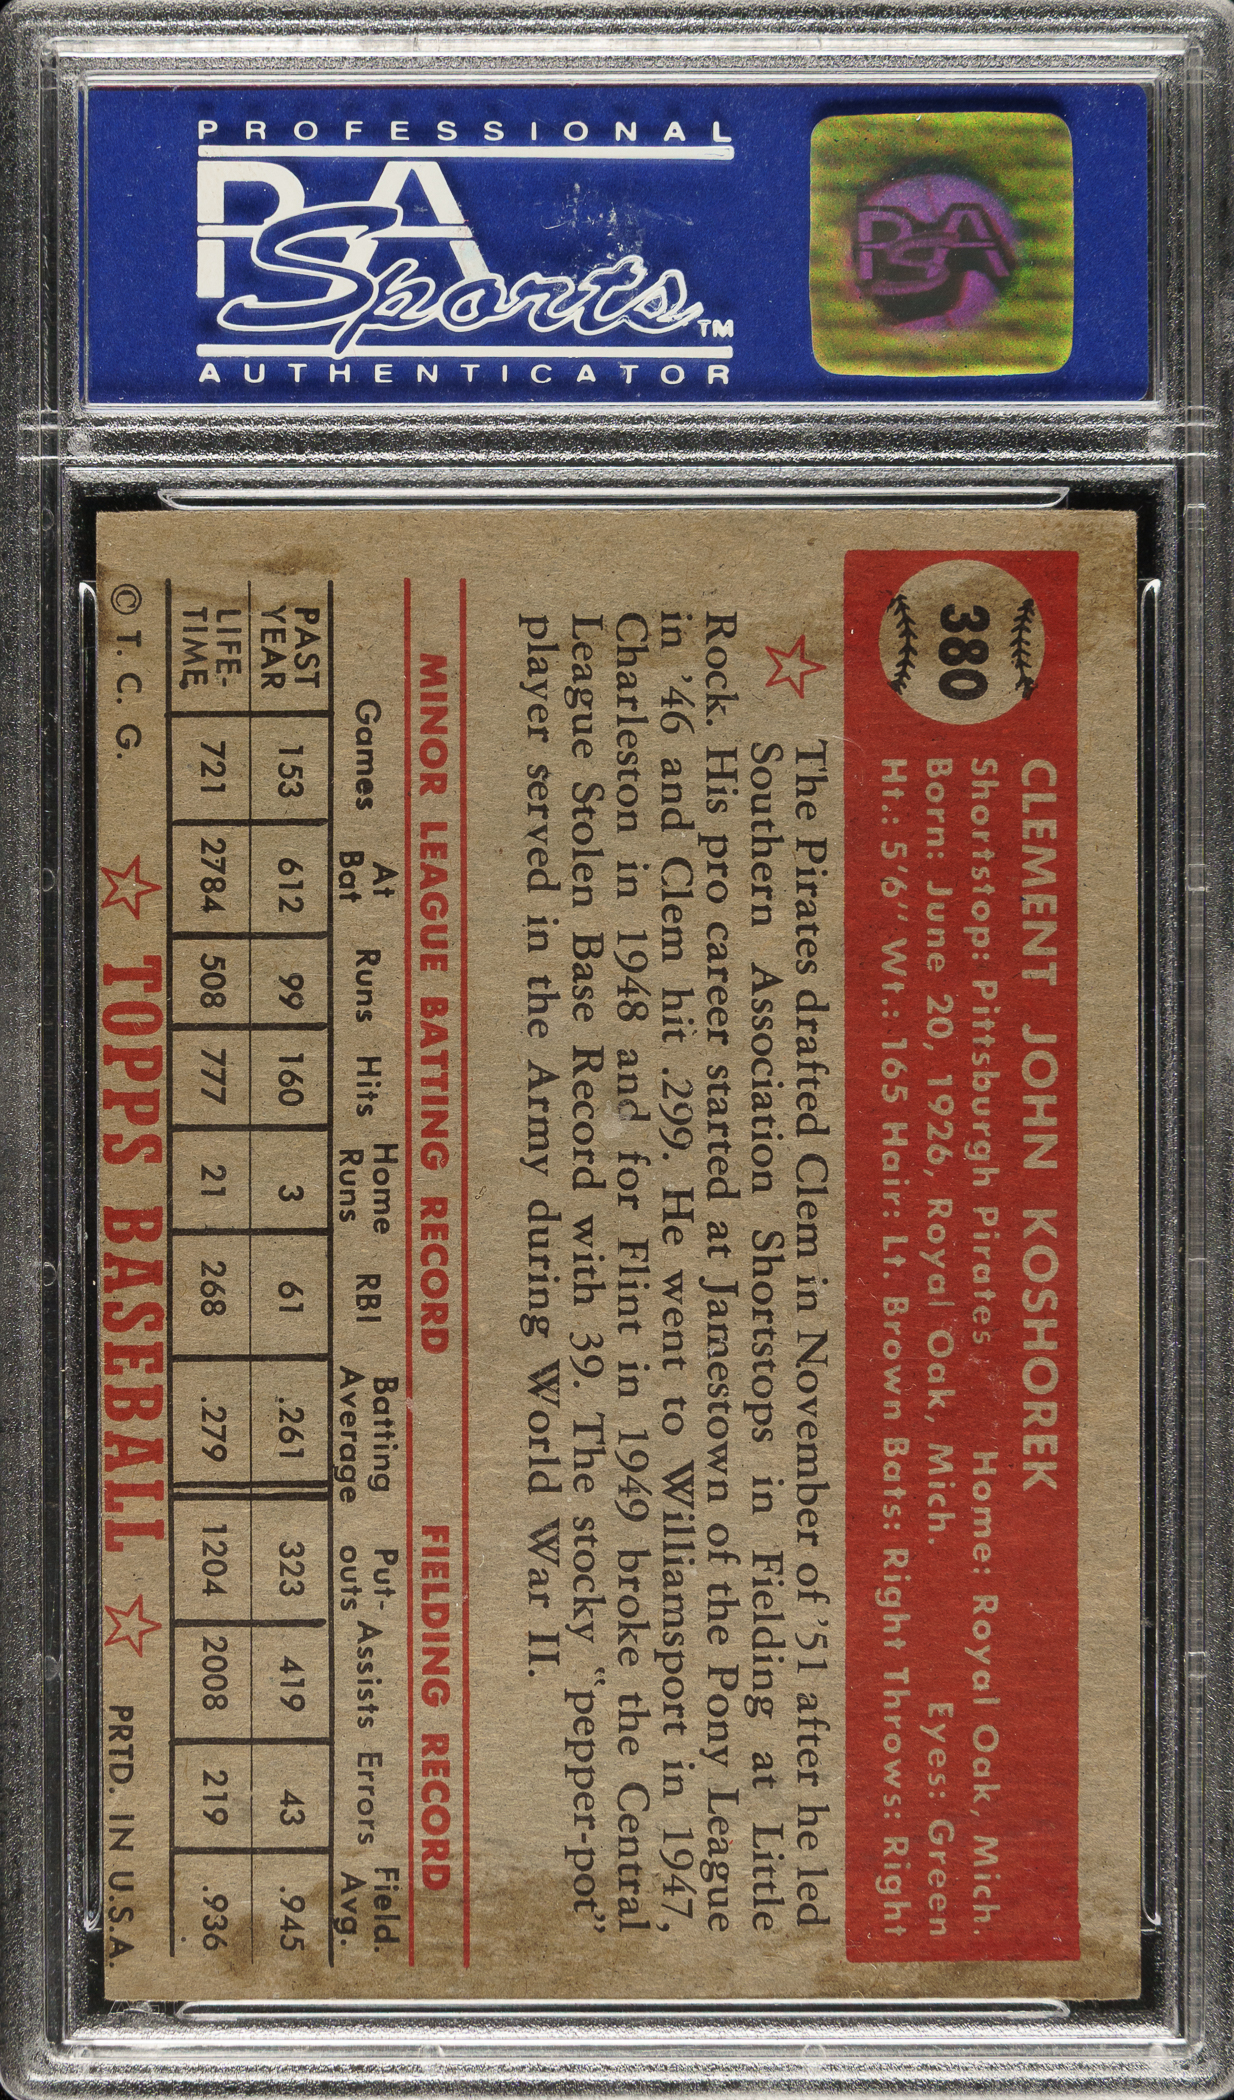 PROFESSIONAL
PSA
Sports™
AUTHENTICATOR
PSA
380
CLEMENT JOHN KOSHOREK
Shortstop: Pittsburgh Pirates Home: Royal Oak, Mich.
Born: June 20, 1926, Royal Oak, Mich. Eyes: Green
Ht.: 5'6" Wt.: 165 Hair: Lt. Brown Bats: Right Throws: Right
The Pirates drafted Clem in November of '51 after he led
Southern Association Shortstops in Fielding at Little
Rock. His pro career started at Jamestown of the Pony League
in '46 and Clem hit .299. He went to Williamsport in 1947,
Charleston in 1948 and for Flint in 1949 broke the Central
League Stolen Base Record with 39. The stocky "pepper-pot"
player served in the Army during World War II.
MINOR LEAGUE BATTING RECORD FIELDING RECORD
Games At Bat Runs Hits Home Runs RBI Batting Average Put-outs Assists Errors Field. Avg.
PAST YEAR 153 612 99 160 3 61 .261 323 419 43 .945
LIFE-TIME 721 2784 508 777 21 268 .279 1204 2008 219 .936
© T. C. G. TOPPS BASEBALL PRTD. IN U.S.A.